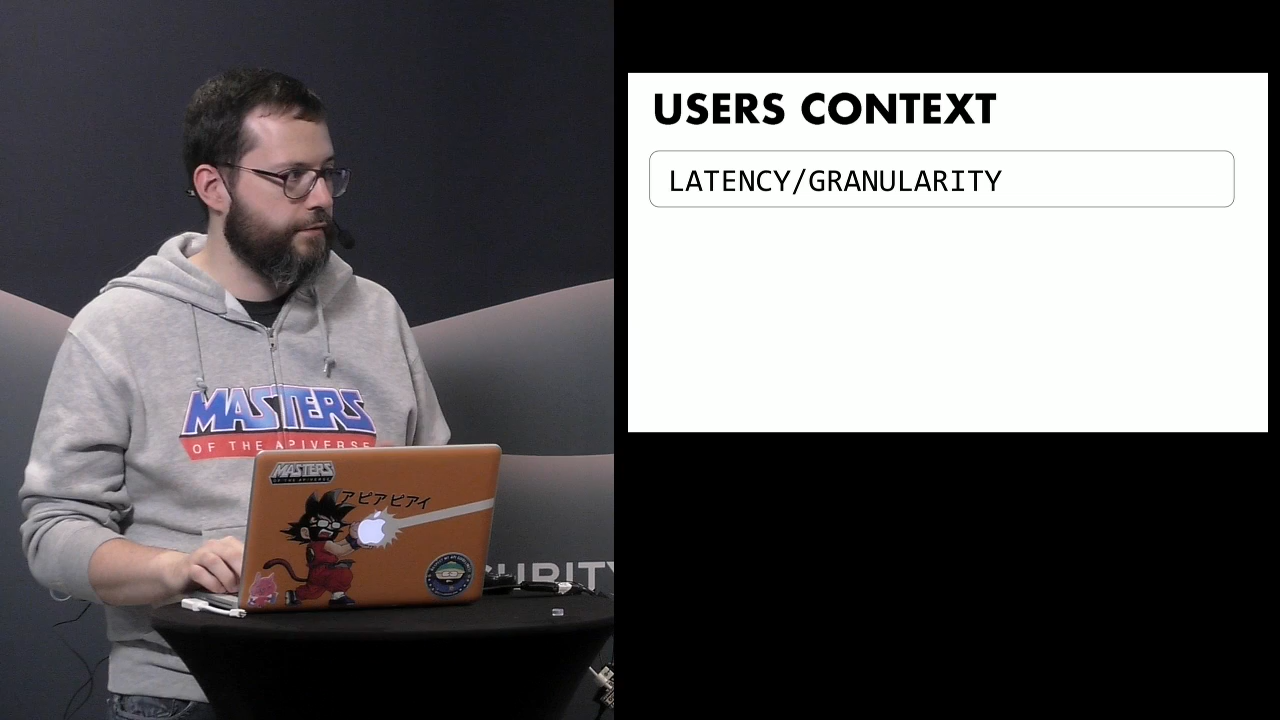 USERS CONTEXT
LATENCY/GRANULARITY
MASTERS
OF THE APIVERSE
MASTERS
OF THE APIVERSE
アピアピアイ